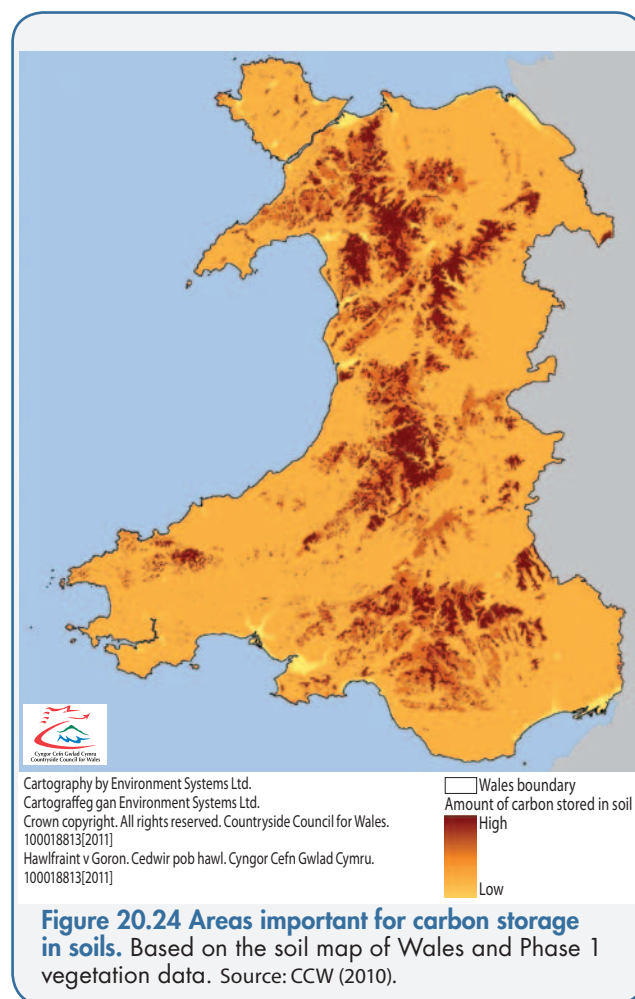 Cyngor Cefn Gwlad Cymru
Countryside Council for Wales
Cartography by Environment Systems Ltd.
Cartograffeg gan Environment Systems Ltd.
Crown copyright. All rights reserved. Countryside Council for Wales.
100018813[2011]
Hawlfraint v Goron. Cedwir pob hawl. Cyngor Cefn Gwlad Cymru.
100018813[2011]
Wales boundary
Amount of carbon stored in soil
High
Low
Figure 20.24 Areas important for carbon storage
in soils. Based on the soil map of Wales and Phase 1
vegetation data. Source: CCW (2010).